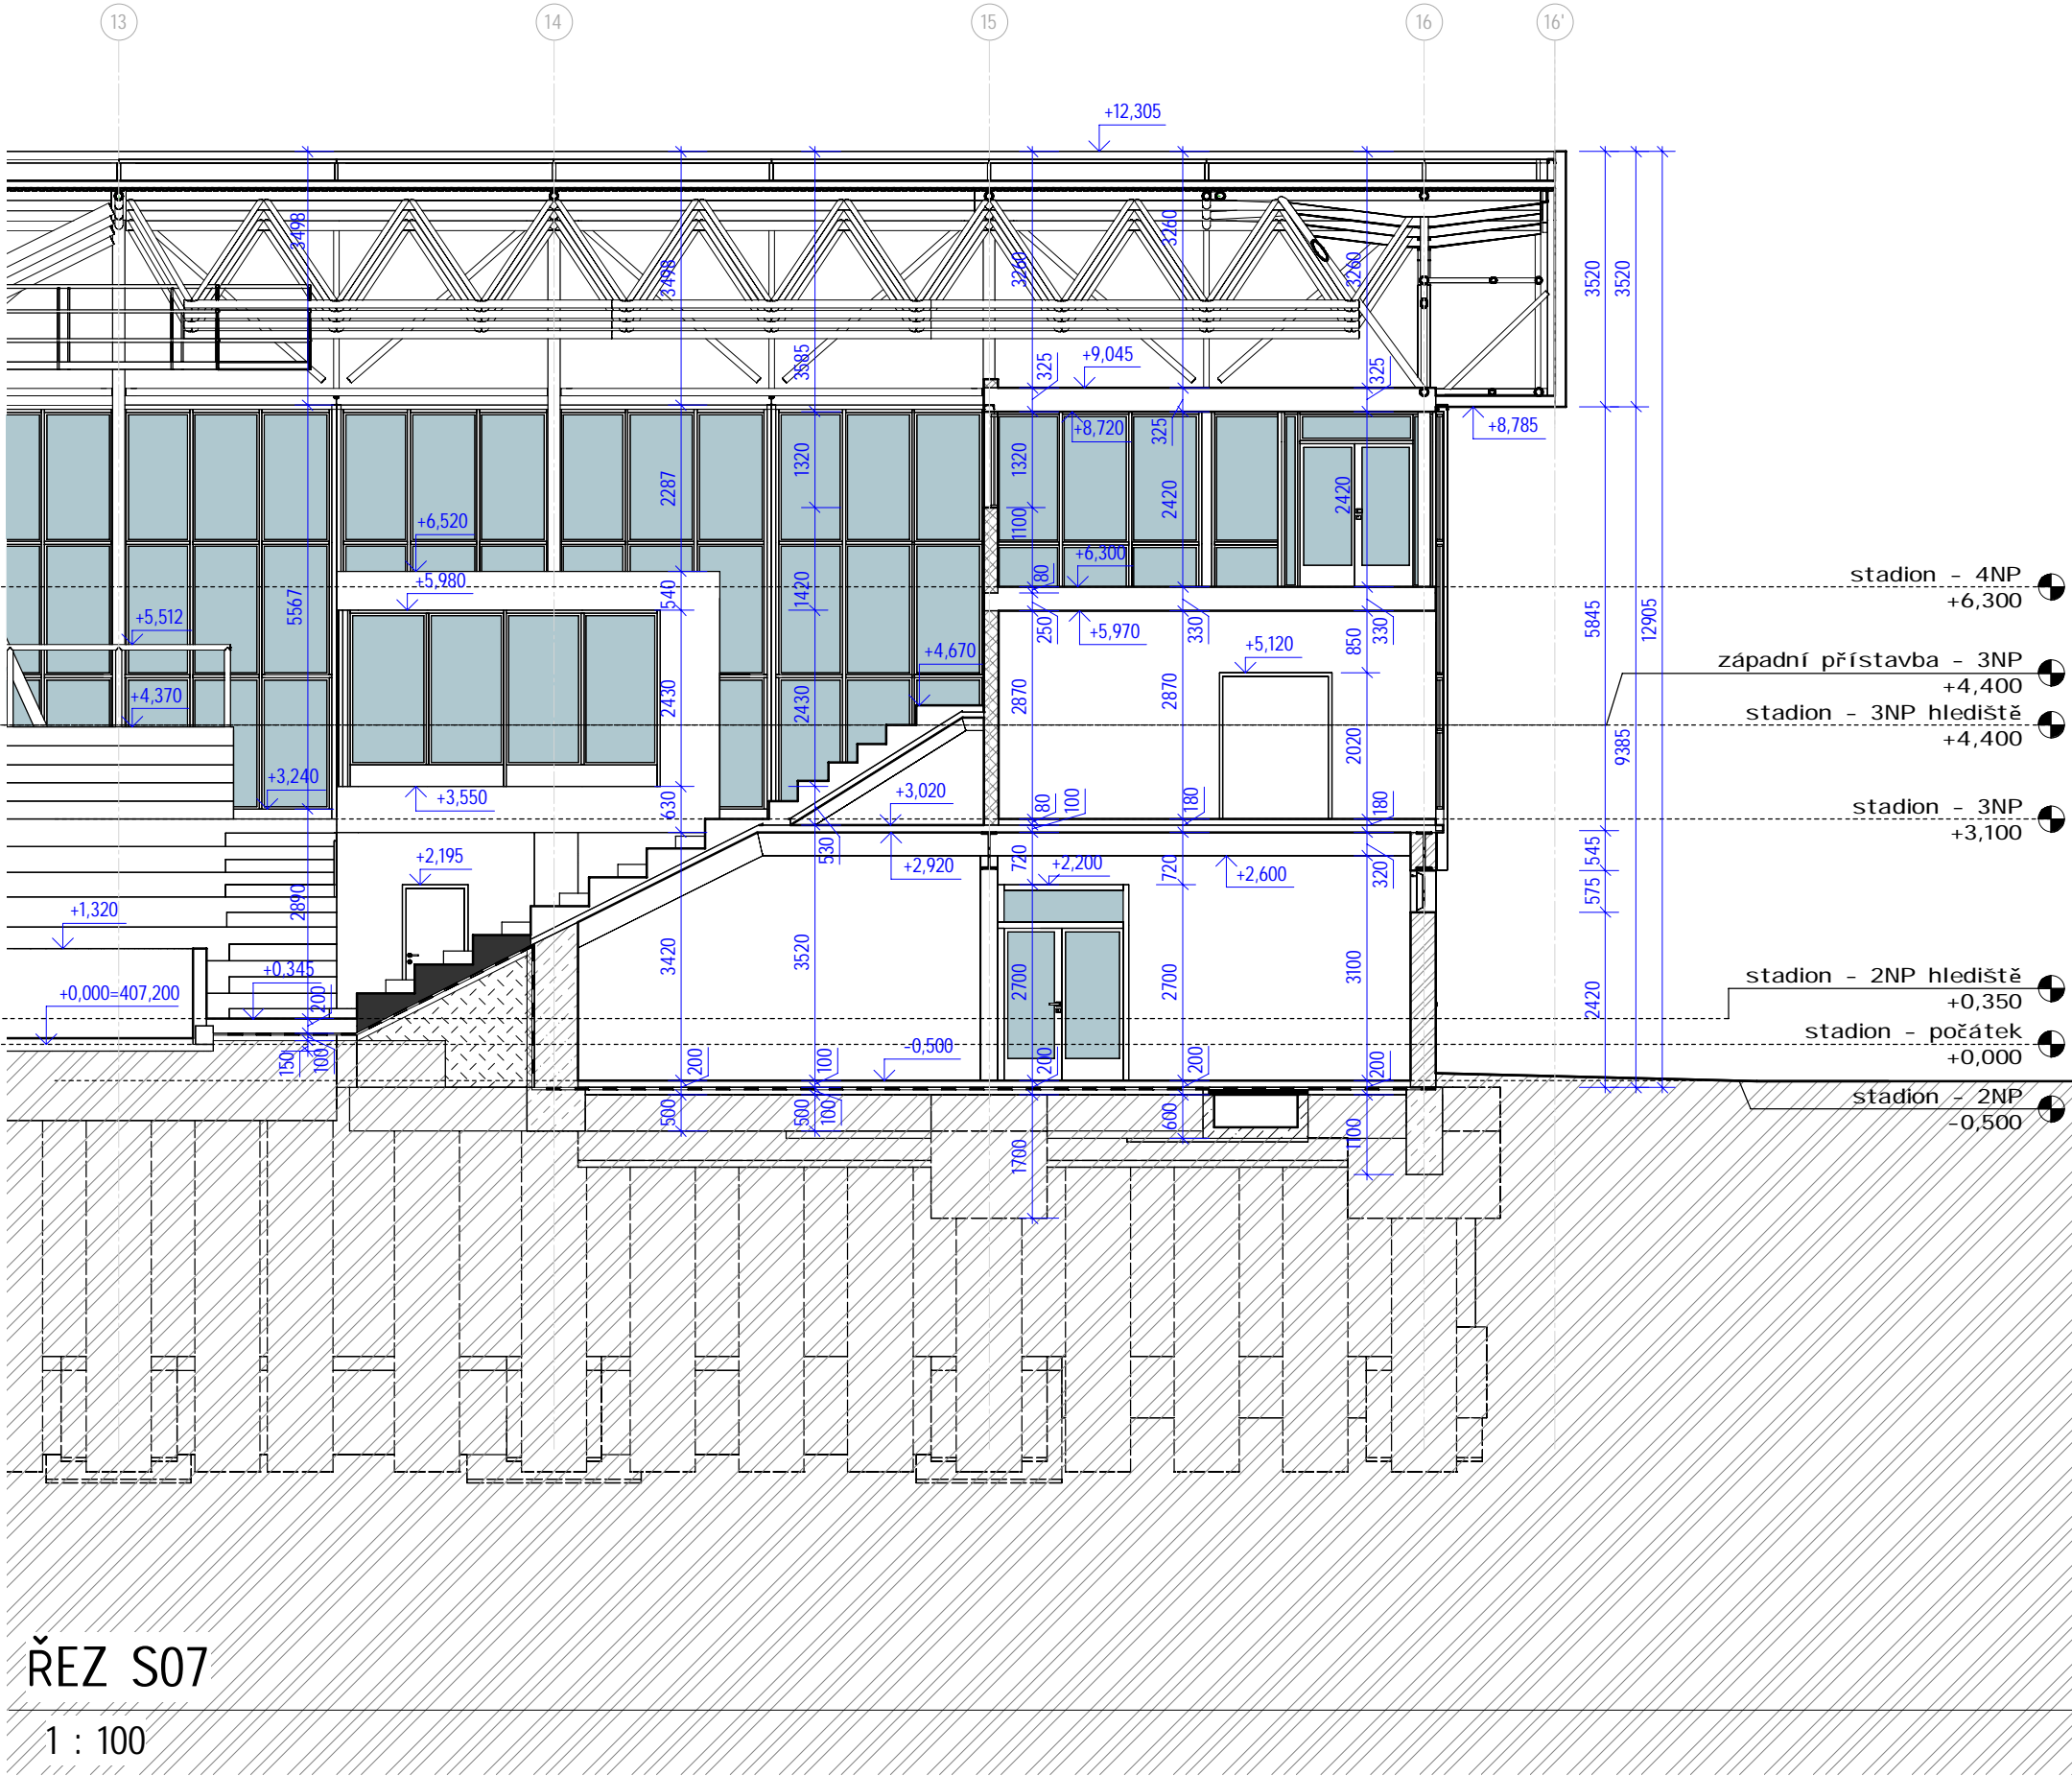 13 14 15 16 16'
+12,305
3498 3498 3260 3260 3260 3520 3520
3585 325 +9,045 325
+8,720 325 +8,785
1320 1320 2287 2420 2420
+6,520 1100
+6,300
+5,980 540 1420 80
stadion - 4NP
+6,300
5567 +5,512 250 +5,970 330 850 330 5845 12905
+4,670 +5,120
západní přístavba - 3NP
+4,400
+4,370 2430 2430 2870 2870
stadion - 3NP hlediště
+4,400
2020 9385
+3,240 +3,550 630 +3,020 80 100 180 180
stadion - 3NP
+3,100
530 +2,920 720 720 320 545
+2,195 +2,200 +2,600 575
2890 +1,320
3420 3520 2700 2700 3100
+0,345 200
stadion - 2NP hlediště
+0,350
2420
+0,000=407,200
stadion - počátek
+0,000
-0,500
150 100 200 100 200 200 200
stadion - 2NP
-0,500
500 500 100 600 1100
1700
ŘEZ S07
1 : 100